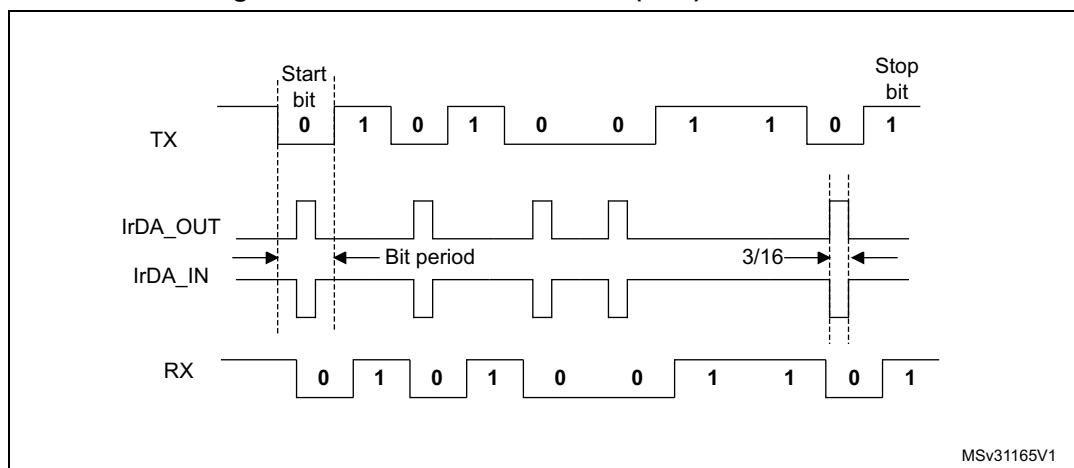 Start
bit
Stop
bit
TX
0 1 0 1 0 0 1 1 0 1
IrDA_OUT
Bit period
3/16
IrDA_IN
RX
0 1 0 1 0 0 1 1 0 1
MSv31165V1